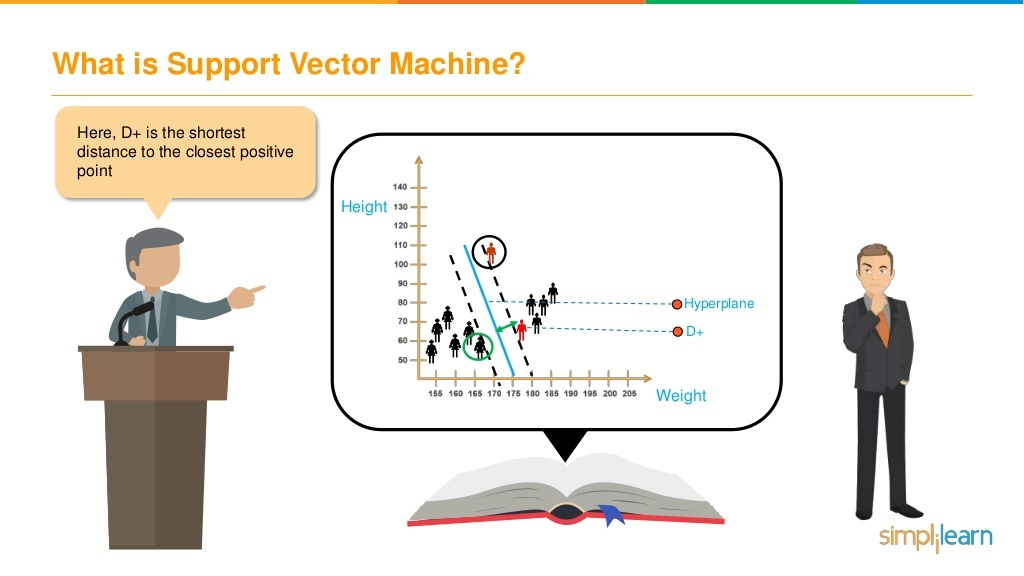 What is Support Vector Machine?
Here, D+ is the shortest
distance to the closest positive
point
Height
140
130
120
110
100
90
80
70
60
50
Hyperplane
D+
155 160 165 170 175 180 185 190 195 200 205
Weight
simplilearn